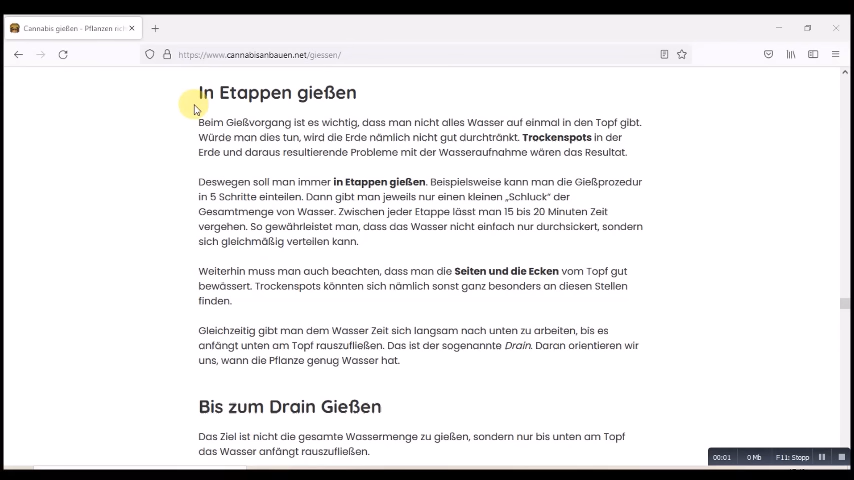 Cannabis gießen - Pflanzen rich
https://www.cannabisanbauen.net/giessen/
In Etappen gießen
Beim Gießvorgang ist es wichtig, dass man nicht alles Wasser auf einmal in den Topf gibt.
Würde man dies tun, wird die Erde nämlich nicht gut durchtränkt. Trockenspots in der
Erde und daraus resultierende Probleme mit der Wasseraufnahme wären das Resultat.
Deswegen soll man immer in Etappen gießen. Beispielsweise kann man die Gießprozedur
in 5 Schritte einteilen. Dann gibt man jeweils nur einen kleinen „Schluck“ der
Gesamtmenge von Wasser. Zwischen jeder Etappe lässt man 15 bis 20 Minuten Zeit
vergehen. So gewährleistet man, dass das Wasser nicht einfach nur durchsickert, sondern
sich gleichmäßig verteilen kann.
Weiterhin muss man auch beachten, dass man die Seiten und die Ecken vom Topf gut
bewässert. Trockenspots könnten sich nämlich sonst ganz besonders an diesen Stellen
finden.
Gleichzeitig gibt man dem Wasser Zeit sich langsam nach unten zu arbeiten, bis es
anfängt unten am Topf rauszufließen. Das ist der sogenannte Drain. Daran orientieren wir
uns, wann die Pflanze genug Wasser hat.
Bis zum Drain Gießen
Das Ziel ist nicht die gesamte Wassermenge zu gießen, sondern nur bis unten am Topf
das Wasser anfängt rauszufließen.
00:01 0 Mb F11: Stopp